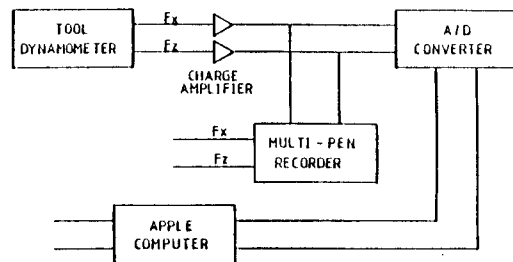 TOOL
DYNAMOMETER
Fx
Fz
CHARGE
AMPLIFIER
A/D
CONVERTER
Fx
Fz
MULTI-PEN
RECORDER
APPLE
COMPUTER